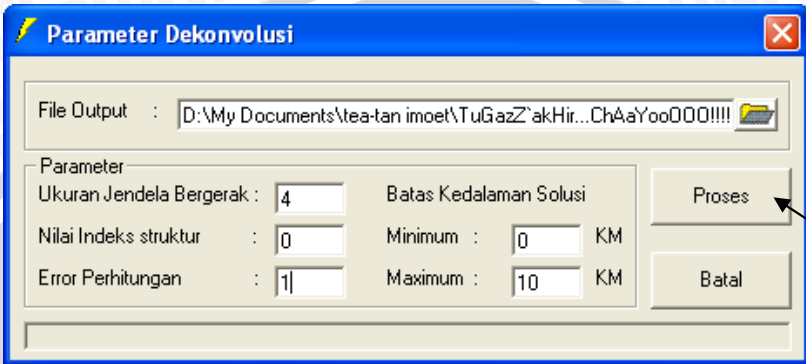 Parameter Dekonvolusi
File Output : D:\My Documents\tea-tan imoet\TuGazZ`akHir...ChAaYooOOO!!!!
Parameter
Ukuran Jendela Bergerak : 4 Batas Kedalaman Solusi
Nilai Indeks struktur : 0 Minimum : 0 KM
Error Perhitungan : 1 Maximum : 10 KM
Proses
Batal